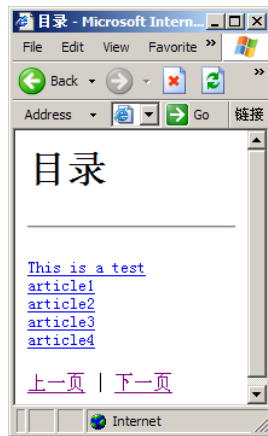 目录 - Microsoft Intern...
File Edit View Favorite »
Back »
Address Go 链接
目录
This is a test
article1
article2
article3
article4
上一页 | 下一页
Internet